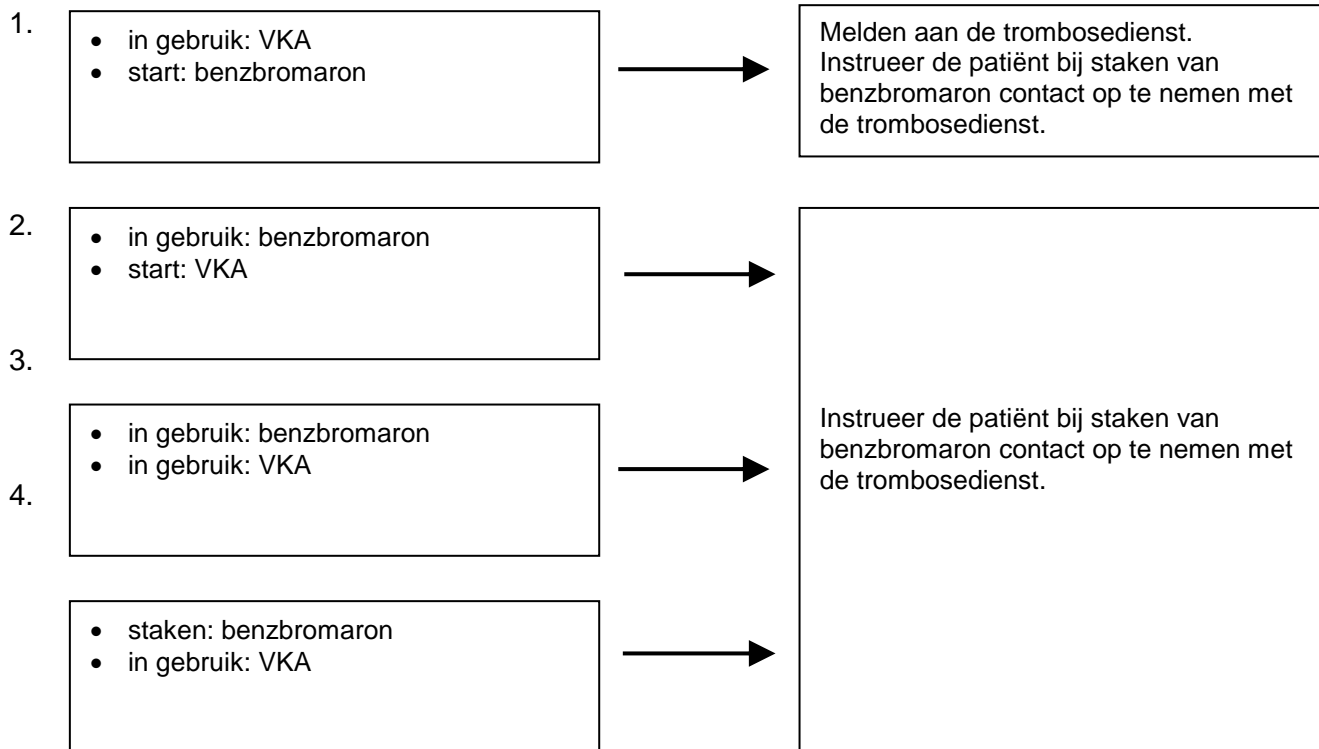 1.
• in gebruik: VKA
• start: benzbromaron
Melden aan de trombosedienst.
Instrueer de patiënt bij staken van
benzbromaron contact op te nemen met
de trombosedienst.
2.
• in gebruik: benzbromaron
• start: VKA
3.
• in gebruik: benzbromaron
• in gebruik: VKA
Instrueer de patiënt bij staken van
benzbromaron contact op te nemen met
de trombosedienst.
4.
• staken: benzbromaron
• in gebruik: VKA